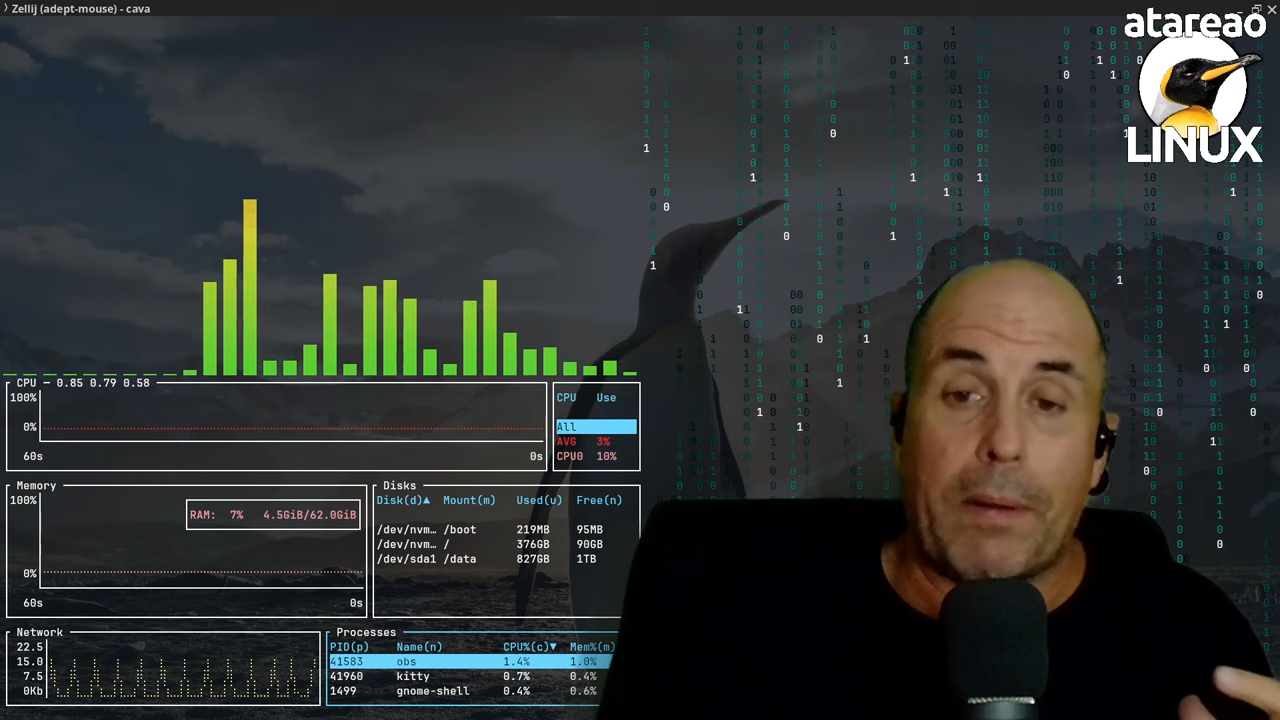 Zellij (adept-mouse) - cava
atareao
LINUX
CPU — 0.85 0.79 0.58
100%
0%
60s 0s
CPU Use
All
AVG 3%
CPU0 10%
Memory
100%
RAM: 7% 4.5GiB/62.0GiB
0%
60s 0s
Disks
Disk(d)▲ Mount(m) Used(u) Free(n)
/dev/nvm… /boot 219MB 95MB
/dev/nvm… / 376GB 90GB
/dev/sda1 /data 827GB 1TB
Network
22.5
15.0
7.5
0Kb
Processes
PID(p) Name(n) CPU%(c)▼ Mem%(m)
41583 obs 1.4% 1.0%
41960 kitty 0.7% 0.4%
1499 gnome-shell 0.4% 0.6%